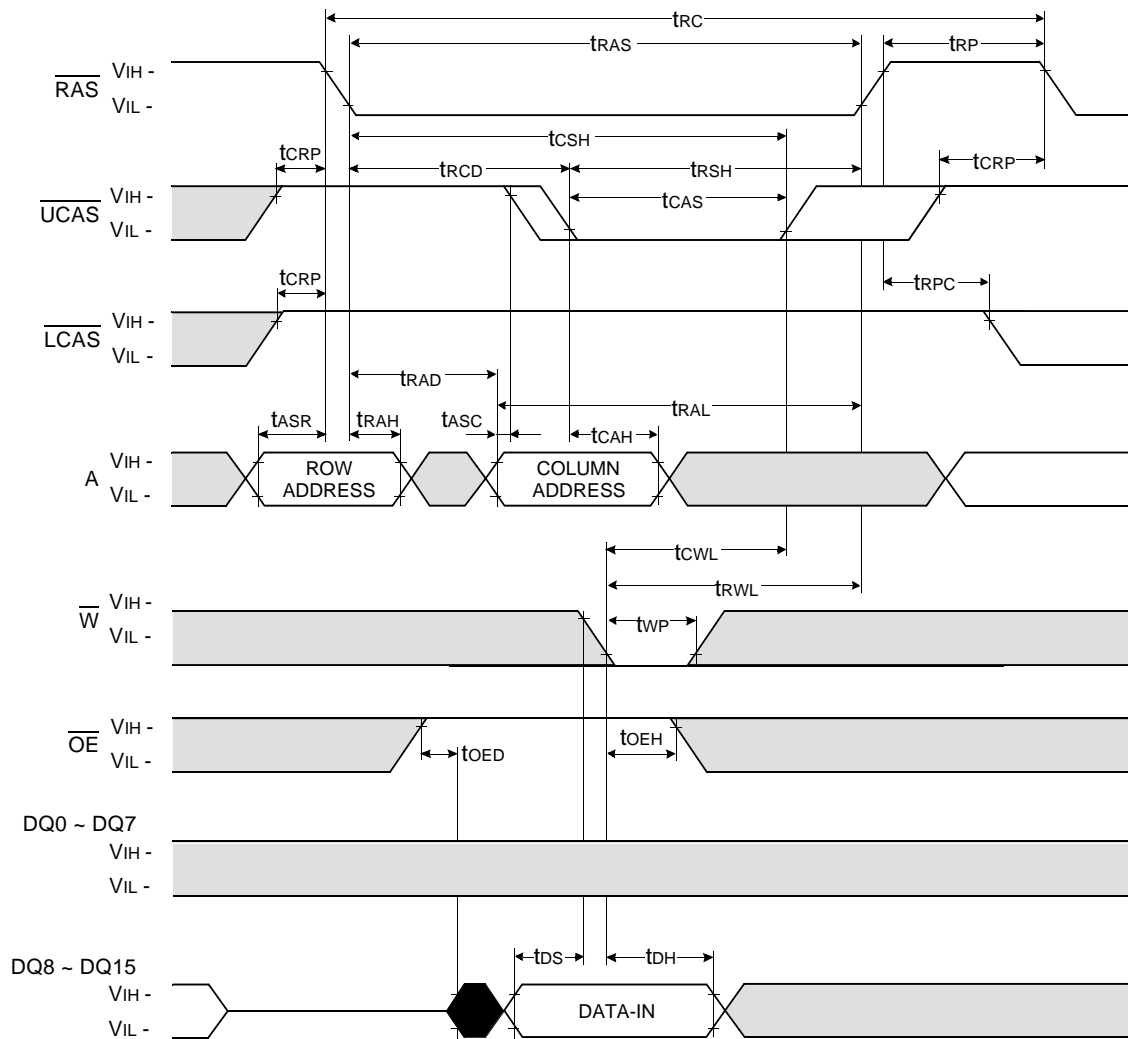 tRC
tRAS
tRP
RAS
VIH -
VIL -
tCSH
tCRP
tRCD
tRSH
tCRP
UCAS
VIH -
VIL -
tCAS
tCRP
tRPC
LCAS
VIH -
VIL -
tRAD
tRAL
tASR
tRAH
tASC
tCAH
A
VIH -
VIL -
ROW
ADDRESS
COLUMN
ADDRESS
tCWL
tRWL
W
VIH -
VIL -
tWP
OE
VIH -
VIL -
tOED
tOEH
DQ0 ~ DQ7
VIH -
VIL -
DQ8 ~ DQ15
VIH -
VIL -
tDS
tDH
DATA-IN